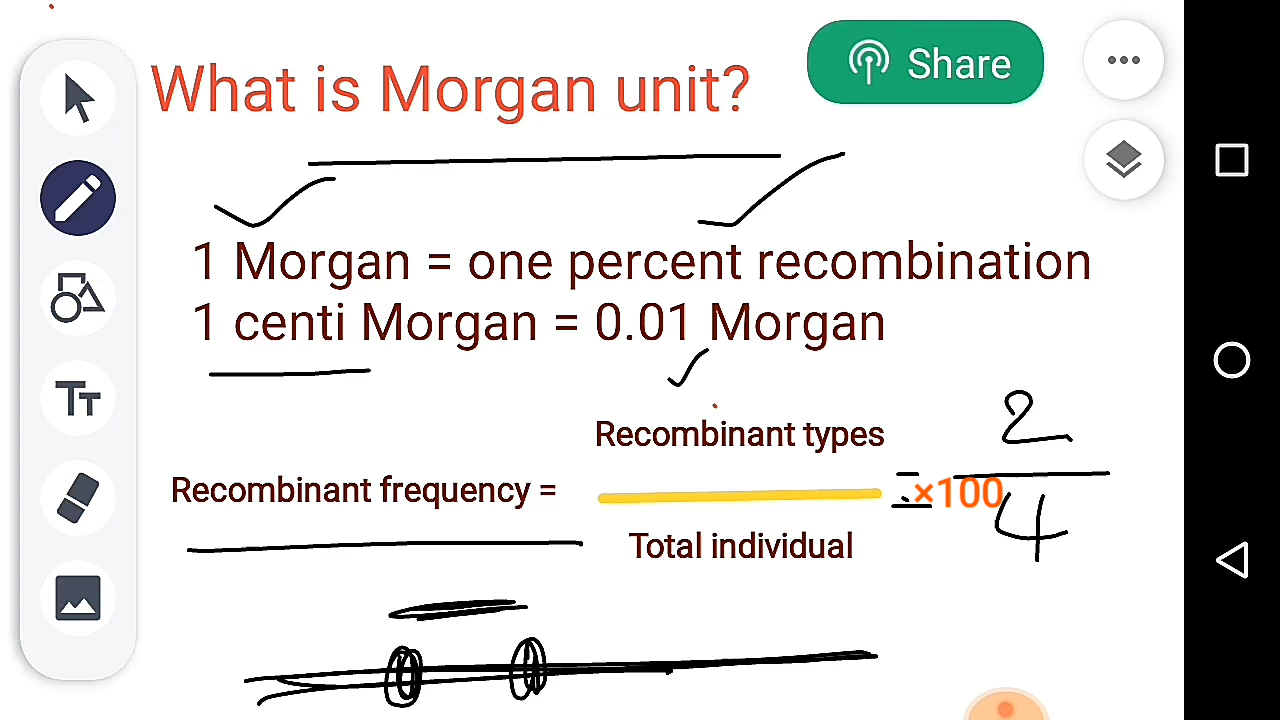 What is Morgan unit?
Share
1 Morgan = one percent recombination
1 centi Morgan = 0.01 Morgan
Recombinant types
Recombinant frequency =
×100
Total individual
2
4
TT